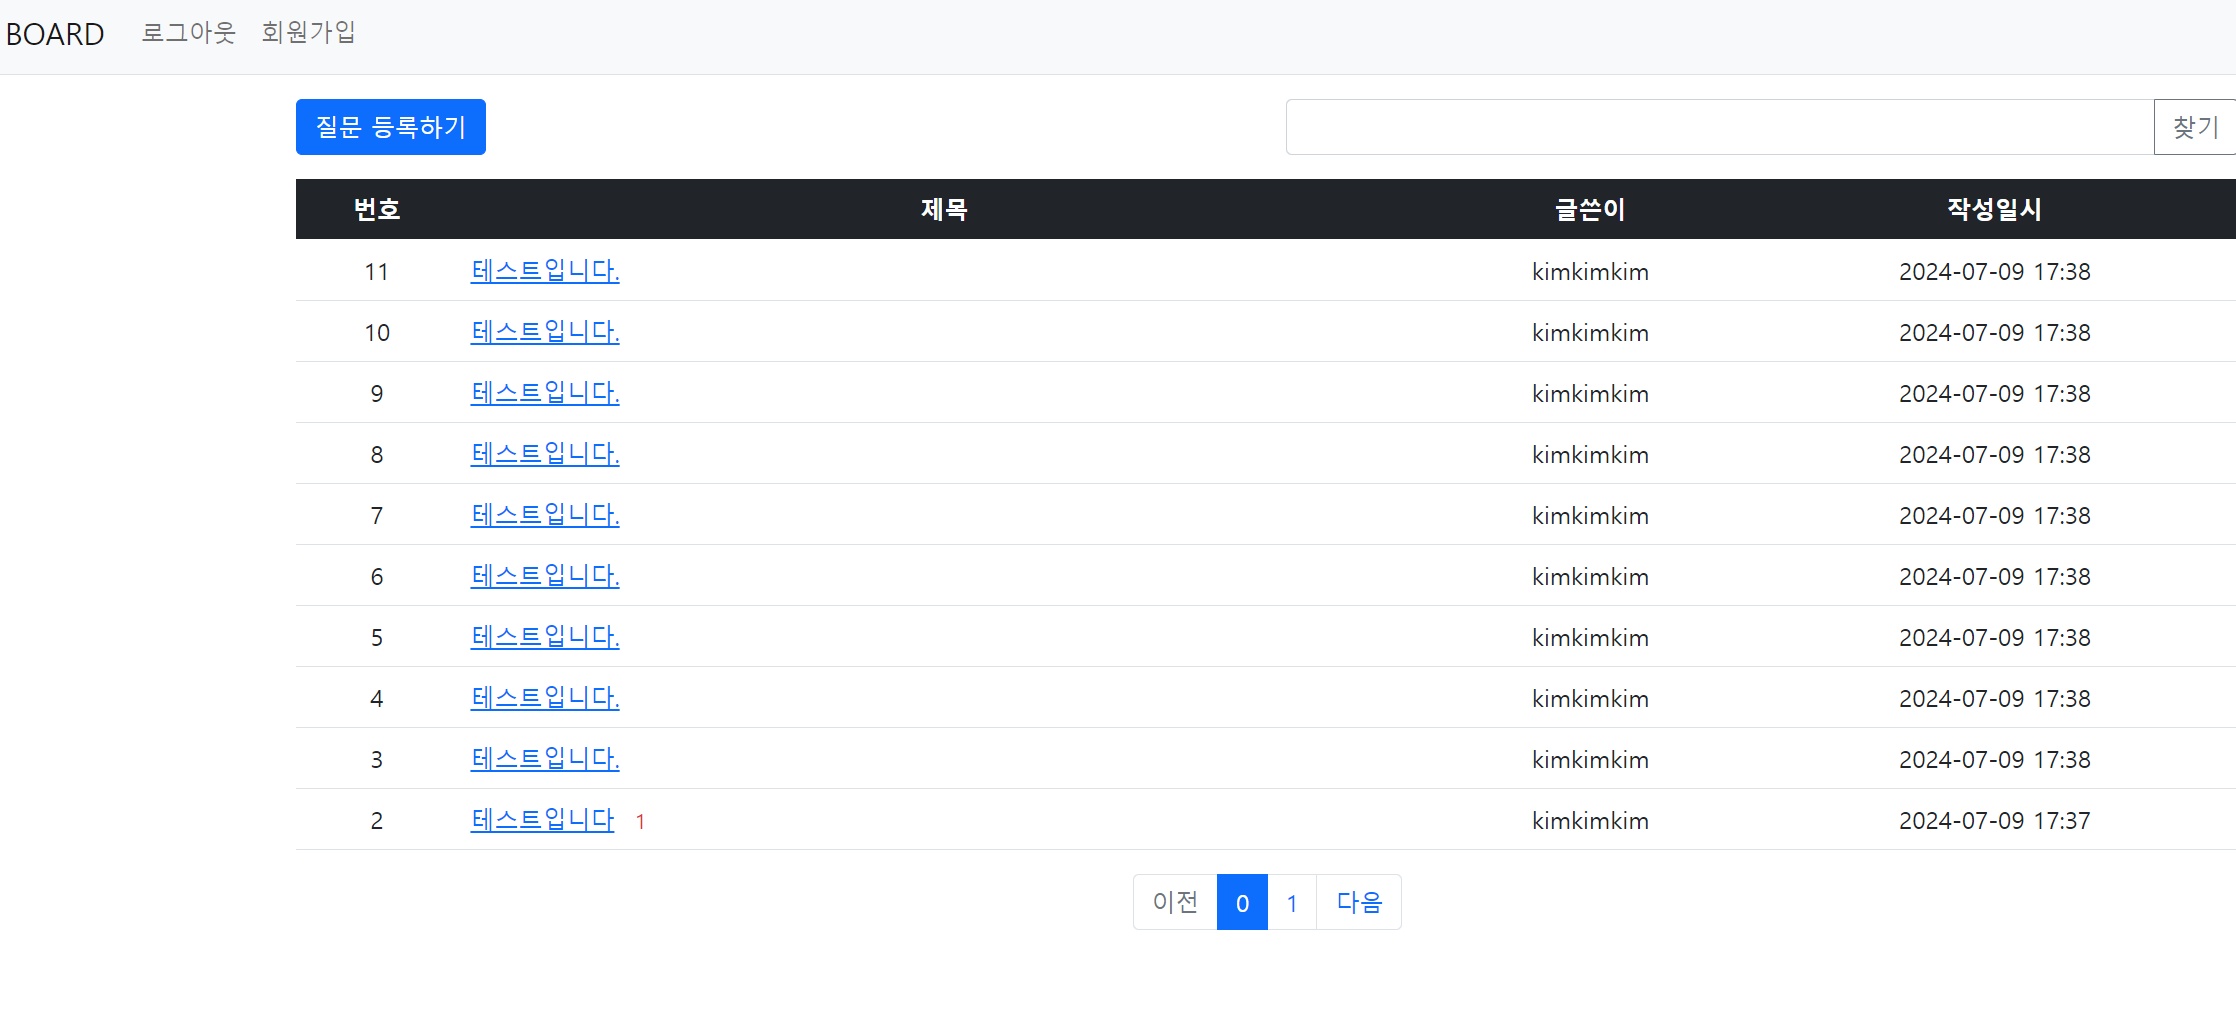 BOARD 로그아웃 회원가입
질문 등록하기 찾기
번호 제목 글쓴이 작성일시
11 테스트입니다. kimkimkim 2024-07-09 17:38
10 테스트입니다. kimkimkim 2024-07-09 17:38
9 테스트입니다. kimkimkim 2024-07-09 17:38
8 테스트입니다. kimkimkim 2024-07-09 17:38
7 테스트입니다. kimkimkim 2024-07-09 17:38
6 테스트입니다. kimkimkim 2024-07-09 17:38
5 테스트입니다. kimkimkim 2024-07-09 17:38
4 테스트입니다. kimkimkim 2024-07-09 17:38
3 테스트입니다. kimkimkim 2024-07-09 17:38
2 테스트입니다 1 kimkimkim 2024-07-09 17:37
이전 0 1 다음